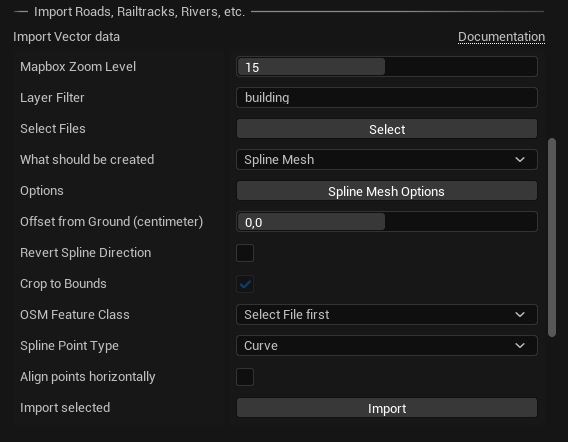 Import Roads, Railtracks, Rivers, etc.
Import Vector data Documentation
Mapbox Zoom Level 15
Layer Filter building
Select Files Select
What should be created Spline Mesh
Options Spline Mesh Options
Offset from Ground (centimeter) 0,0
Revert Spline Direction
Crop to Bounds
OSM Feature Class Select File first
Spline Point Type Curve
Align points horizontally
Import selected Import